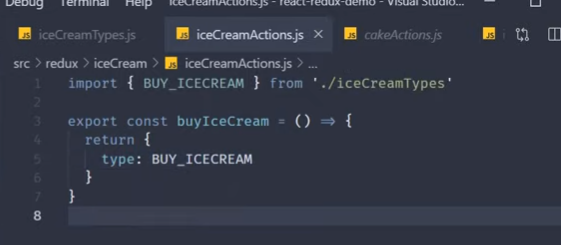 Debug Terminal Help iceCreamActions.js - react-redux-demo - Visual Studio...
JS iceCreamTypes.js JS iceCreamActions.js × JS cakeActions.js JS
src > redux > iceCream > JS iceCreamActions.js > ...
1 import { BUY_ICECREAM } from './iceCreamTypes'
2
3 export const buyIceCream = () => {
4 return {
5 type: BUY_ICECREAM
6 }
7 }
8